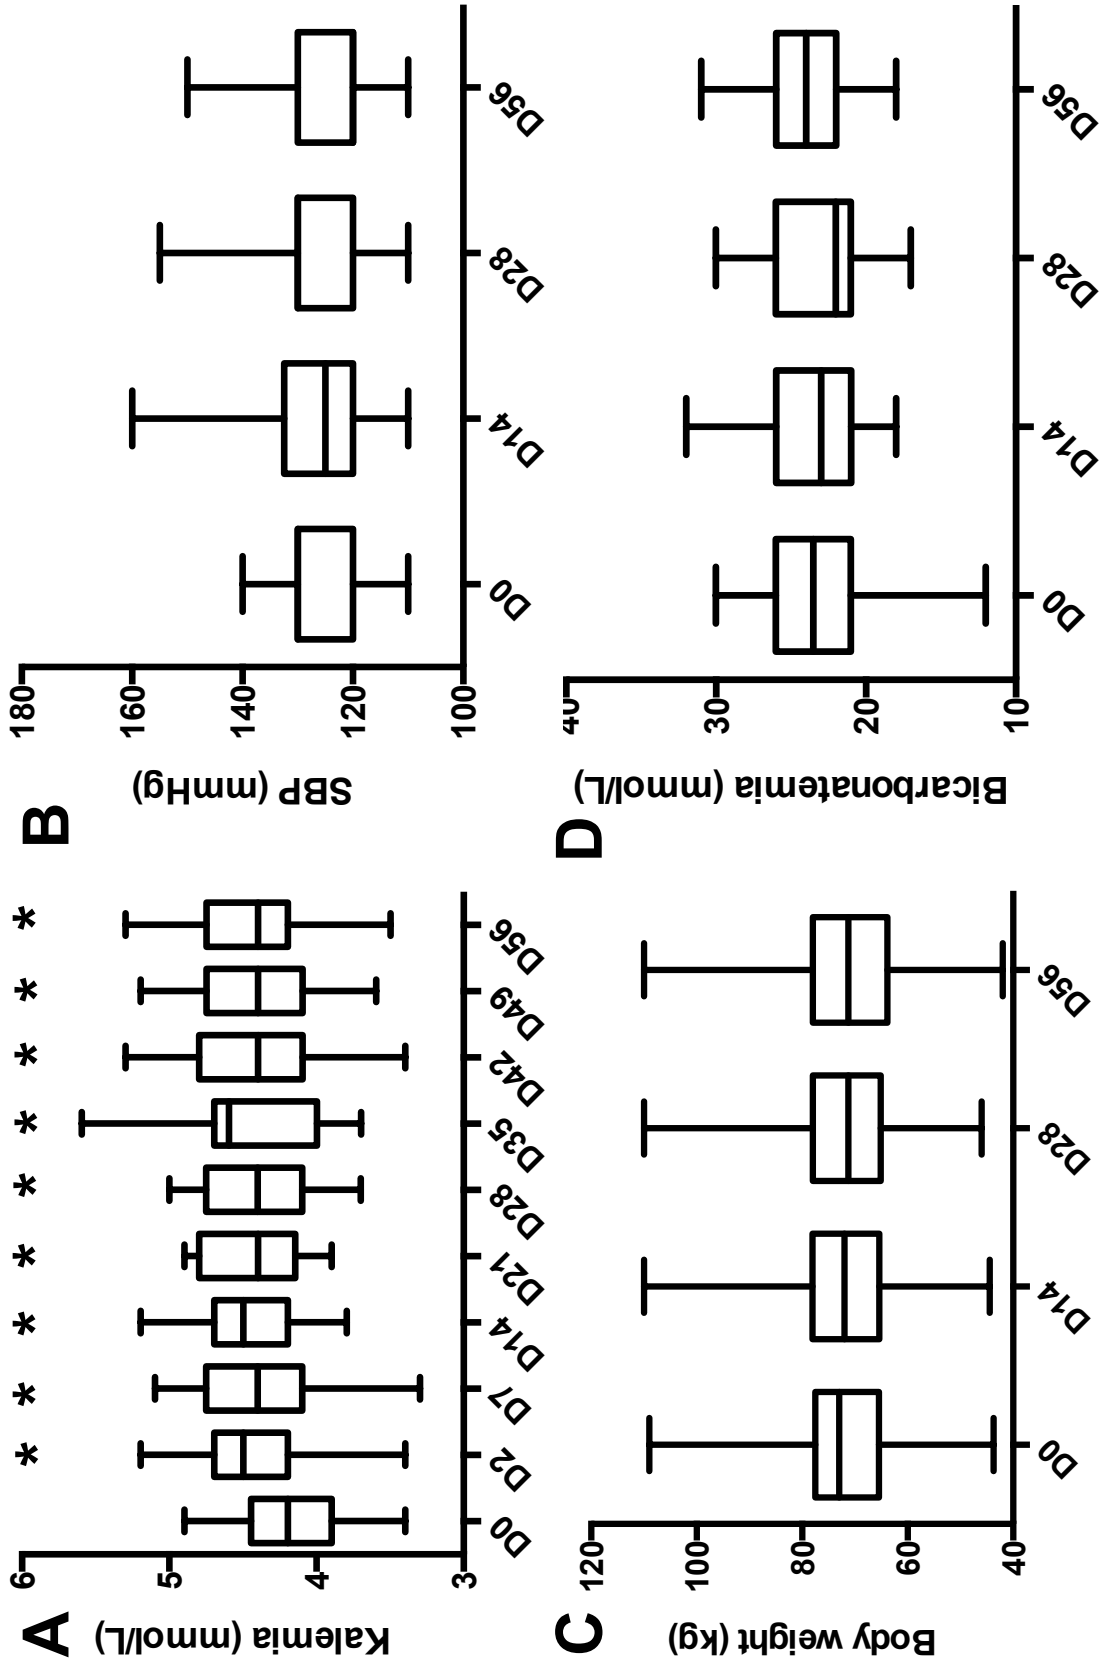 A
Kalemia (mmol/L)
6
5
4
3
* * * * * * * * *
D0 D2 D7 D14 D21 D28 D35 D42 D49 D56
B
SBP (mmHg)
180
160
140
120
100
D0 D14 D28 D56
C
Body weight (kg)
120
100
80
60
40
D0 D14 D28 D56
D
Bicarbonatemia (mmol/L)
40
30
20
10
D0 D14 D28 D56